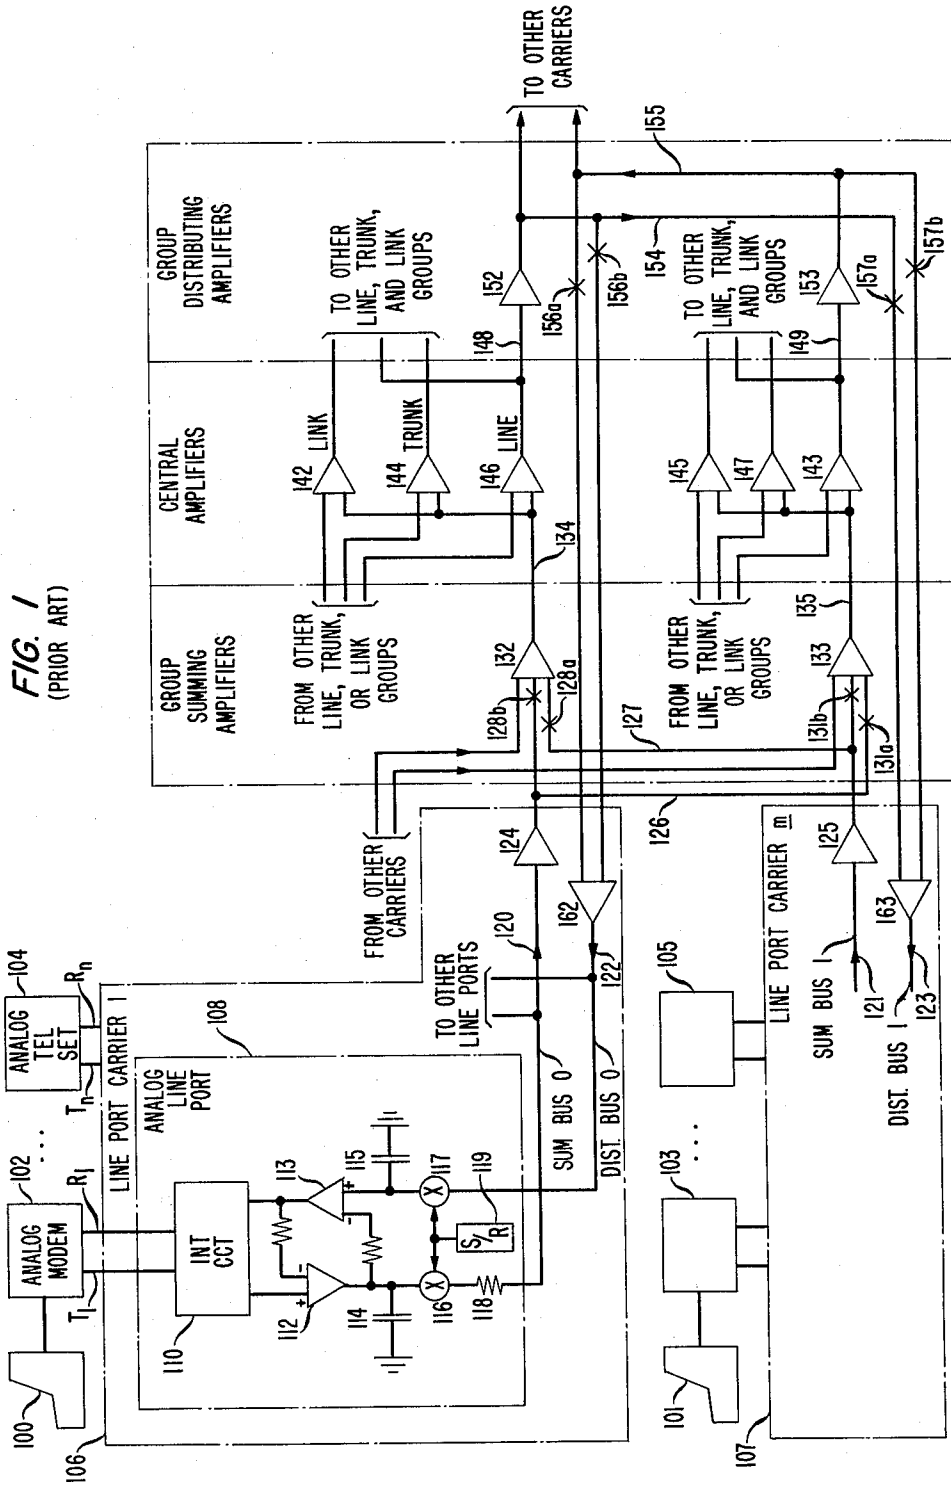 FIG. 1
(PRIOR ART)
GROUP
SUMMING
AMPLIFIERS
CENTRAL
AMPLIFIERS
GROUP
DISTRIBUTING
AMPLIFIERS
FROM OTHER
LINE, TRUNK,
OR LINK
GROUPS
142
LINK
144
TRUNK
146
LINE
TO OTHER
LINE, TRUNK,
AND LINK
GROUPS
148
152
TO OTHER
CARRIERS
132
134
128b
128a
156a
156b
154
155
FROM OTHER
CARRIERS
127
126
FROM OTHER
LINE, TRUNK,
OR LINK
GROUPS
145
147
143
TO OTHER
LINE, TRUNK,
AND LINK
GROUPS
149
153
157a
157b
133
135
131b
131a
100
102
ANALOG
MODEM
...
104
ANALOG
TEL
SET
T1
R1
Tn
Rn
106
LINE PORT CARRIER 1
108
ANALOG
LINE
PORT
110
INT
CCT
112
113
114
115
116
117
118
119
S/R
X
X
+
-
-
+
TO OTHER
LINE PORTS
120
124
162
122
SUM BUS 0
DIST. BUS 0
101
103
...
105
107
LINE PORT CARRIER m
SUM BUS 1
121
125
163
123
DIST. BUS 1